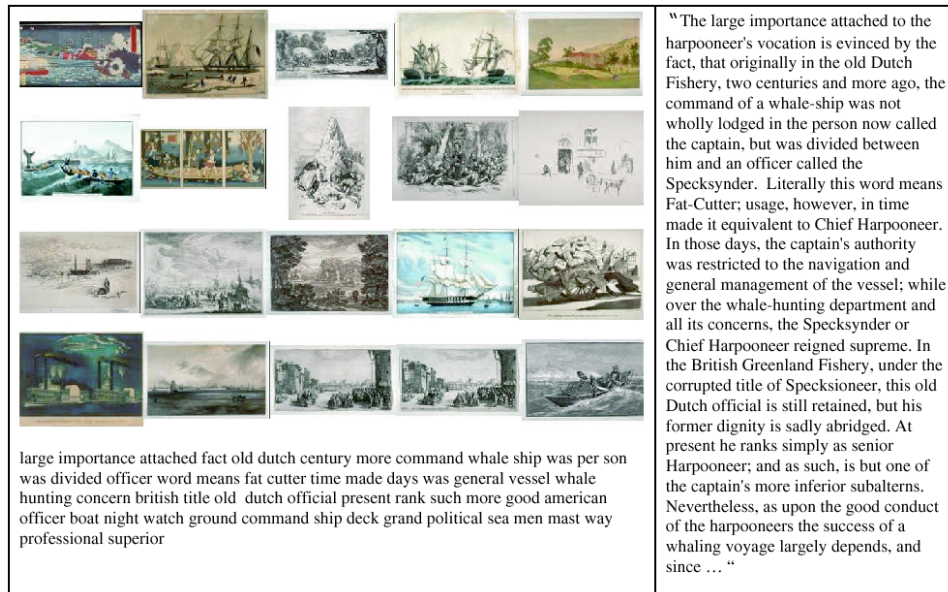 large importance attached fact old dutch century more command whale ship was per son
was divided officer word means fat cutter time made days was general vessel whale
hunting concern british title old dutch official present rank such more good american
officer boat night watch ground command ship deck grand political sea men mast way
professional superior
“The large importance attached to the
harpooneer's vocation is evinced by the
fact, that originally in the old Dutch
Fishery, two centuries and more ago, the
command of a whale-ship was not
wholly lodged in the person now called
the captain, but was divided between
him and an officer called the
Specksynder. Literally this word means
Fat-Cutter; usage, however, in time
made it equivalent to Chief Harpooneer.
In those days, the captain's authority
was restricted to the navigation and
general management of the vessel; while
over the whale-hunting department and
all its concerns, the Specksynder or
Chief Harpooneer reigned supreme. In
the British Greenland Fishery, under the
corrupted title of Specksioneer, this old
Dutch official is still retained, but his
former dignity is sadly abridged. At
present he ranks simply as senior
Harpooneer; and as such, is but one of
the captain's more inferior subalterns.
Nevertheless, as upon the good conduct
of the harpooneers the success of a
whaling voyage largely depends, and
since … “